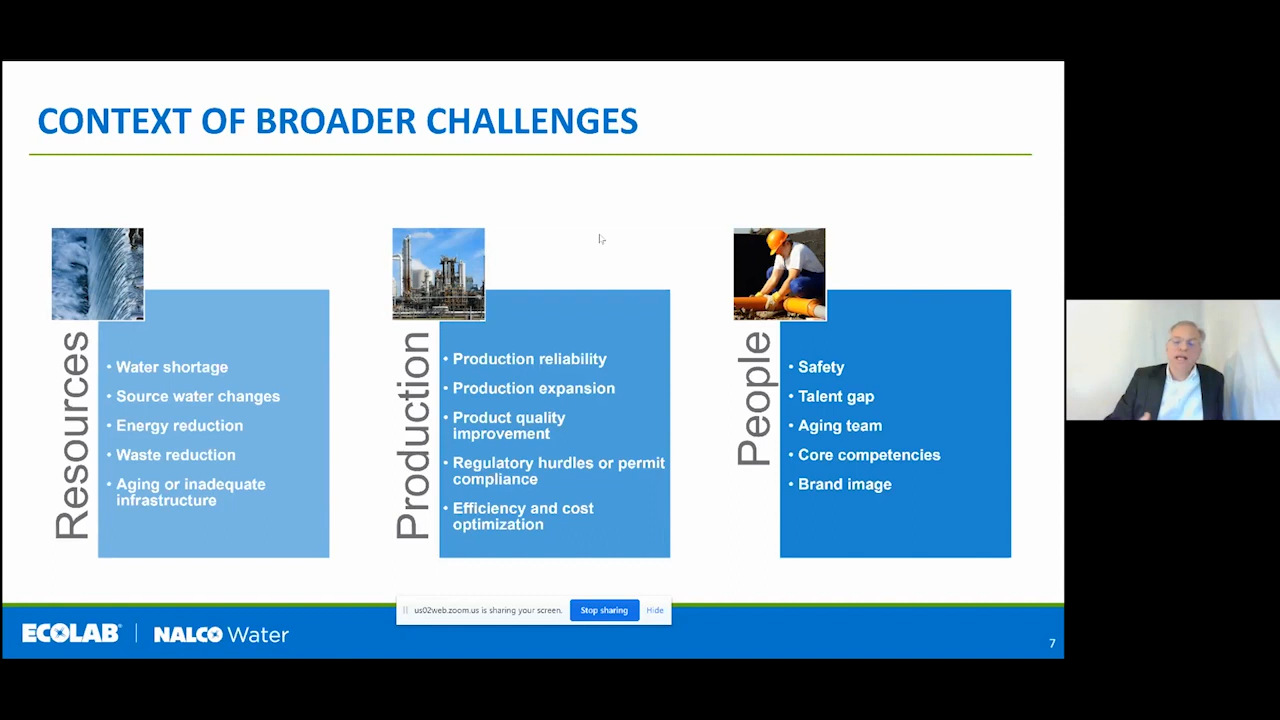 CONTEXT OF BROADER CHALLENGES
Resources
• Water shortage
• Source water changes
• Energy reduction
• Waste reduction
• Aging or inadequate
infrastructure
Production
• Production reliability
• Production expansion
• Product quality
improvement
• Regulatory hurdles or permit
compliance
• Efficiency and cost
optimization
People
• Safety
• Talent gap
• Aging team
• Core competencies
• Brand image
us02web.zoom.us is sharing your screen. Stop sharing Hide
ECOLAB® | NALCO Water
7